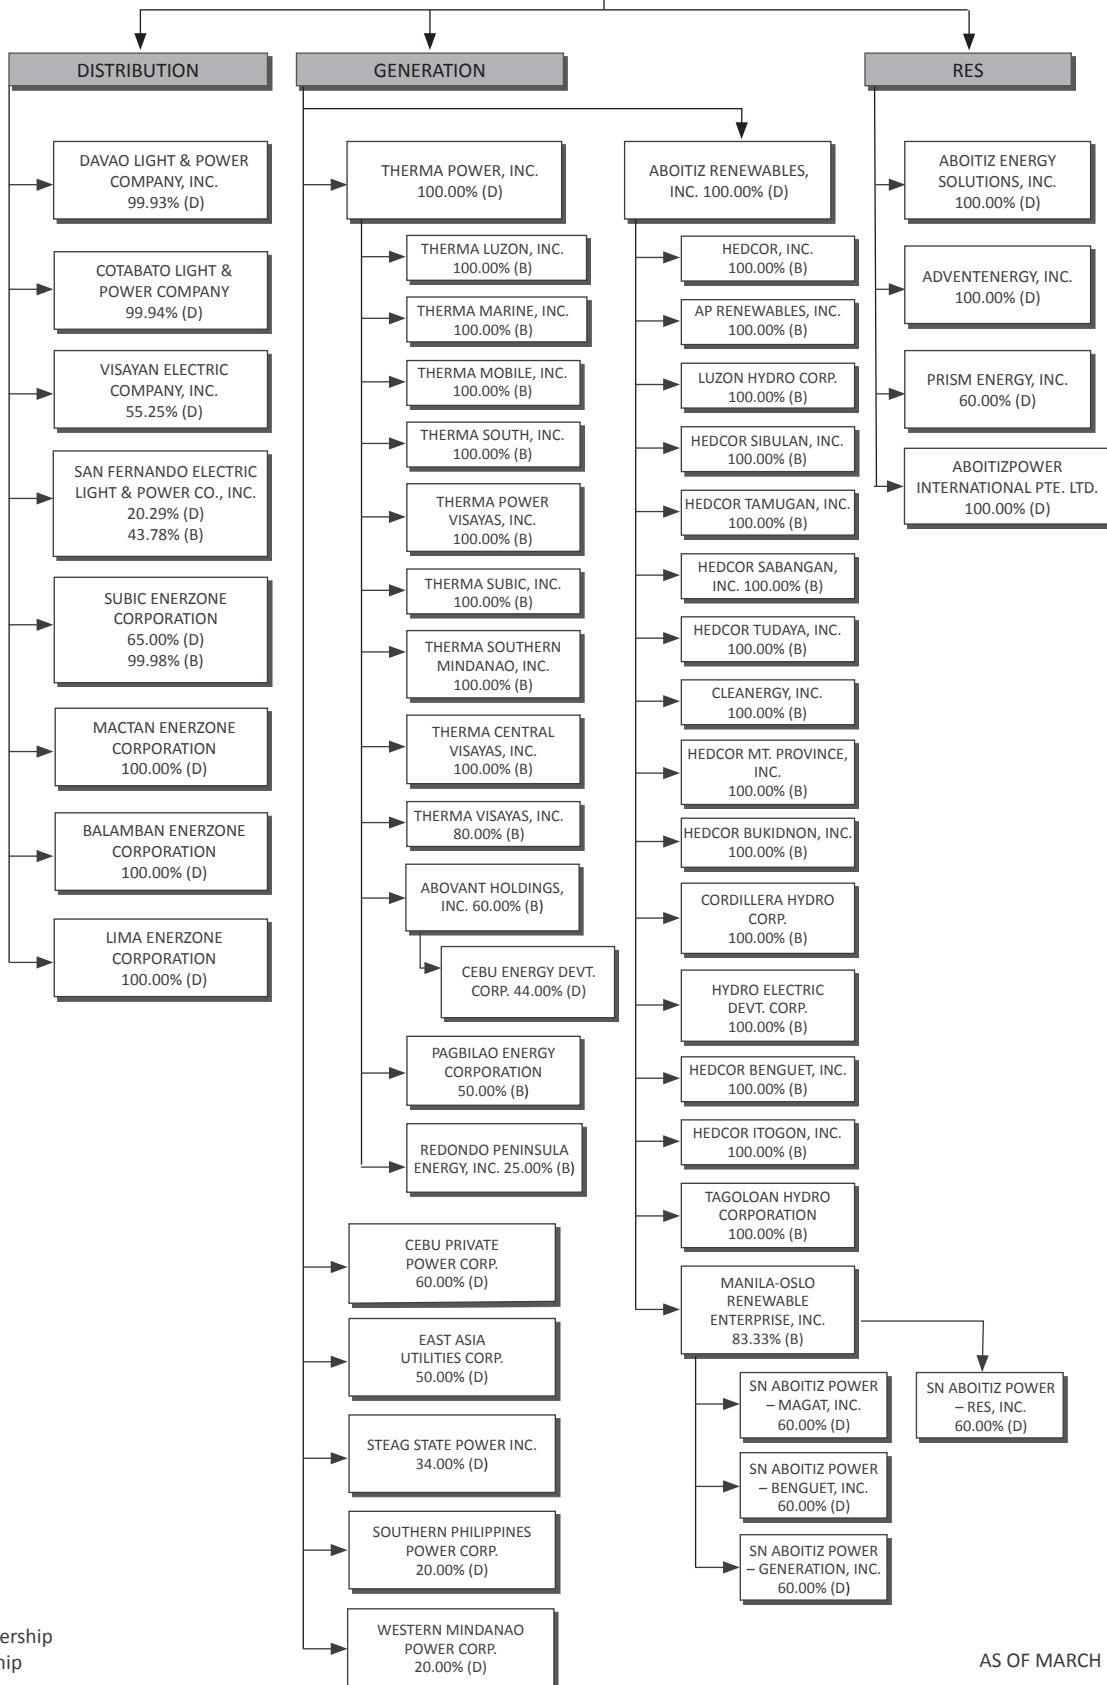 DISTRIBUTION
DAVAO LIGHT & POWER
COMPANY, INC.
99.93% (D)
COTABATO LIGHT &
POWER COMPANY
99.94% (D)
VISAYAN ELECTRIC
COMPANY, INC.
55.25% (D)
SAN FERNANDO ELECTRIC
LIGHT & POWER CO., INC.
20.29% (D)
43.78% (B)
SUBIC ENERZONE
CORPORATION
65.00% (D)
99.98% (B)
MACTAN ENERZONE
CORPORATION
100.00% (D)
BALAMBAN ENERZONE
CORPORATION
100.00% (D)
LIMA ENERZONE
CORPORATION
100.00% (D)
GENERATION
THERMA POWER, INC.
100.00% (D)
THERMA LUZON, INC.
100.00% (B)
THERMA MARINE, INC.
100.00% (B)
THERMA MOBILE, INC.
100.00% (B)
THERMA SOUTH, INC.
100.00% (B)
THERMA POWER
VISAYAS, INC.
100.00% (B)
THERMA SUBIC, INC.
100.00% (B)
THERMA SOUTHERN
MINDANAO, INC.
100.00% (B)
THERMA CENTRAL
VISAYAS, INC.
100.00% (B)
THERMA VISAYAS, INC.
80.00% (B)
ABOVANT HOLDINGS,
INC. 60.00% (B)
CEBU ENERGY DEVT.
CORP. 44.00% (D)
PAGBILAO ENERGY
CORPORATION
50.00% (B)
REDONDO PENINSULA
ENERGY, INC. 25.00% (B)
CEBU PRIVATE
POWER CORP.
60.00% (D)
EAST ASIA
UTILITIES CORP.
50.00% (D)
STEAG STATE POWER INC.
34.00% (D)
SOUTHERN PHILIPPINES
POWER CORP.
20.00% (D)
WESTERN MINDANAO
POWER CORP.
20.00% (D)
ABOITIZ RENEWABLES,
INC. 100.00% (D)
HEDCOR, INC.
100.00% (B)
AP RENEWABLES, INC.
100.00% (B)
LUZON HYDRO CORP.
100.00% (B)
HEDCOR SIBULAN, INC.
100.00% (B)
HEDCOR TAMUGAN, INC.
100.00% (B)
HEDCOR SABANGAN,
INC. 100.00% (B)
HEDCOR TUDAYA, INC.
100.00% (B)
CLEANERGY, INC.
100.00% (B)
HEDCOR MT. PROVINCE,
INC.
100.00% (B)
HEDCOR BUKIDNON, INC.
100.00% (B)
CORDILLERA HYDRO
CORP.
100.00% (B)
HYDRO ELECTRIC
DEVT. CORP.
100.00% (B)
HEDCOR BENGUET, INC.
100.00% (B)
HEDCOR ITOGON, INC.
100.00% (B)
TAGOLOAN HYDRO
CORPORATION
100.00% (B)
MANILA-OSLO
RENEWABLE
ENTERPRISE, INC.
83.33% (B)
SN ABOITIZ POWER
– MAGAT, INC.
60.00% (D)
SN ABOITIZ POWER
– BENGUET, INC.
60.00% (D)
SN ABOITIZ POWER
– GENERATION, INC.
60.00% (D)
SN ABOITIZ POWER
– RES, INC.
60.00% (D)
RES
ABOITIZ ENERGY
SOLUTIONS, INC.
100.00% (D)
ADVENTENERGY, INC.
100.00% (D)
PRISM ENERGY, INC.
60.00% (D)
ABOITIZPOWER
INTERNATIONAL PTE. LTD.
100.00% (D)
ership
hip
AS OF MARCH